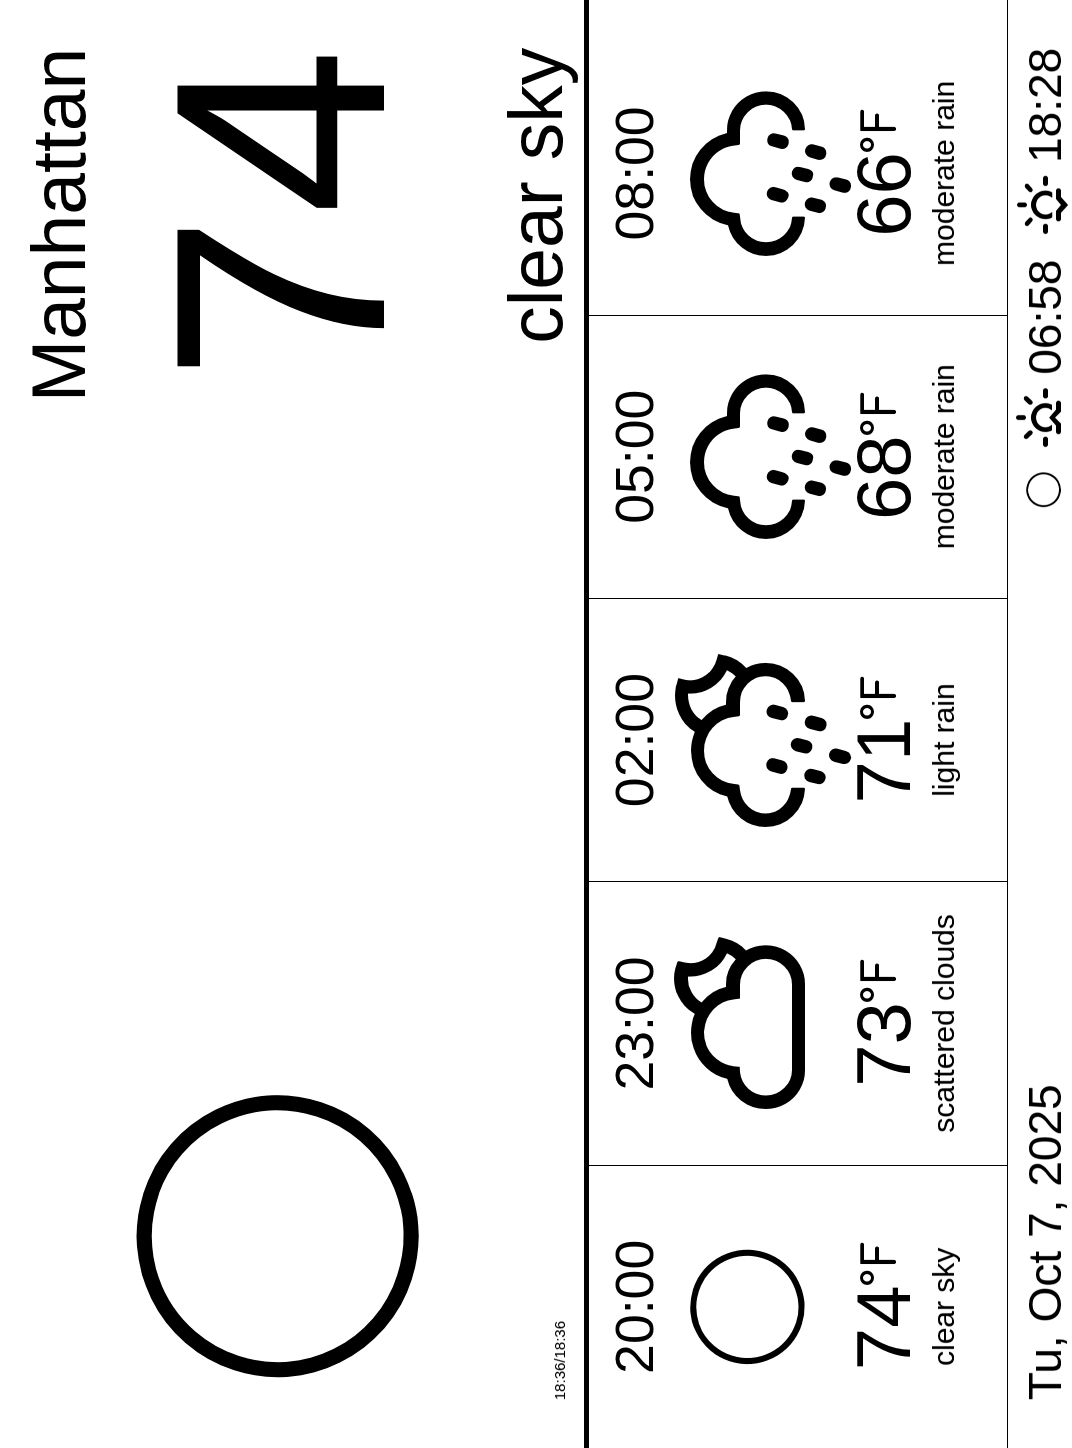 Manhattan
74
clear sky
18:36/18:36
20:00
74°F
clear sky
23:00
73°F
scattered clouds
02:00
71°F
light rain
05:00
68°F
moderate rain
08:00
66°F
moderate rain
Tu, Oct 7, 2025
06:58 18:28